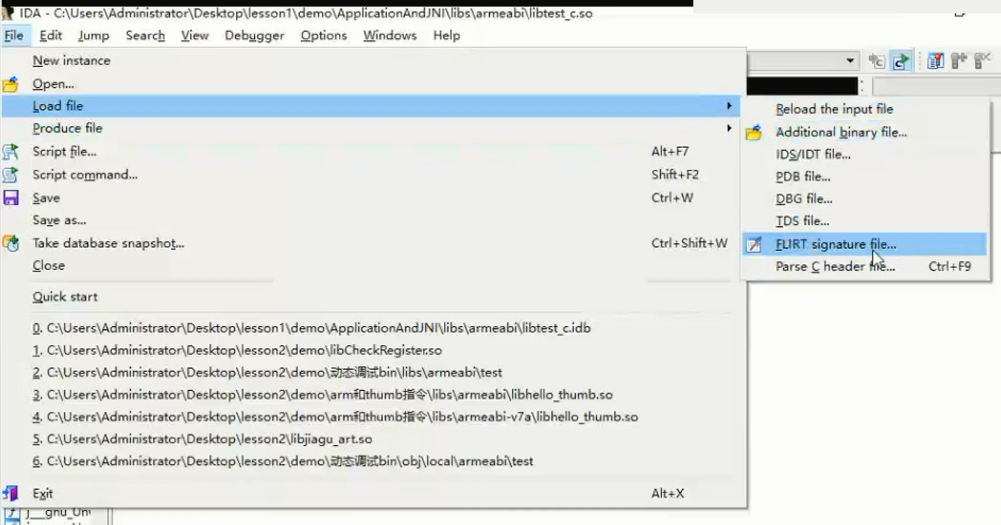 IDA - C:\Users\Administrator\Desktop\lesson1\demo\ApplicationAndJNI\libs\armeabi\libtest_c.so
File Edit Jump Search View Debugger Options Windows Help
New instance
Open...
Load file
Produce file
Script file... Alt+F7
Script command... Shift+F2
Save Ctrl+W
Save as...
Take database snapshot... Ctrl+Shift+W
Close
Quick start
0. C:\Users\Administrator\Desktop\lesson1\demo\ApplicationAndJNI\libs\armeabi\libtest_c.idb
1. C:\Users\Administrator\Desktop\lesson2\demo\libCheckRegister.so
2. C:\Users\Administrator\Desktop\lesson2\demo\动态调试bin\libs\armeabi\test
3. C:\Users\Administrator\Desktop\lesson2\demo\arm和thumb指令\libs\armeabi\libhello_thumb.so
4. C:\Users\Administrator\Desktop\lesson2\demo\arm和thumb指令\libs\armeabi-v7a\libhello_thumb.so
5. C:\Users\Administrator\Desktop\lesson2\libjiagu_art.so
6. C:\Users\Administrator\Desktop\lesson2\demo\动态调试bin\obj\local\armeabi\test
Exit Alt+X
Reload the input file
Additional binary file...
IDS/IDT file...
PDB file...
DBG file...
TDS file...
FLIRT signature file...
Parse C header file... Ctrl+F9